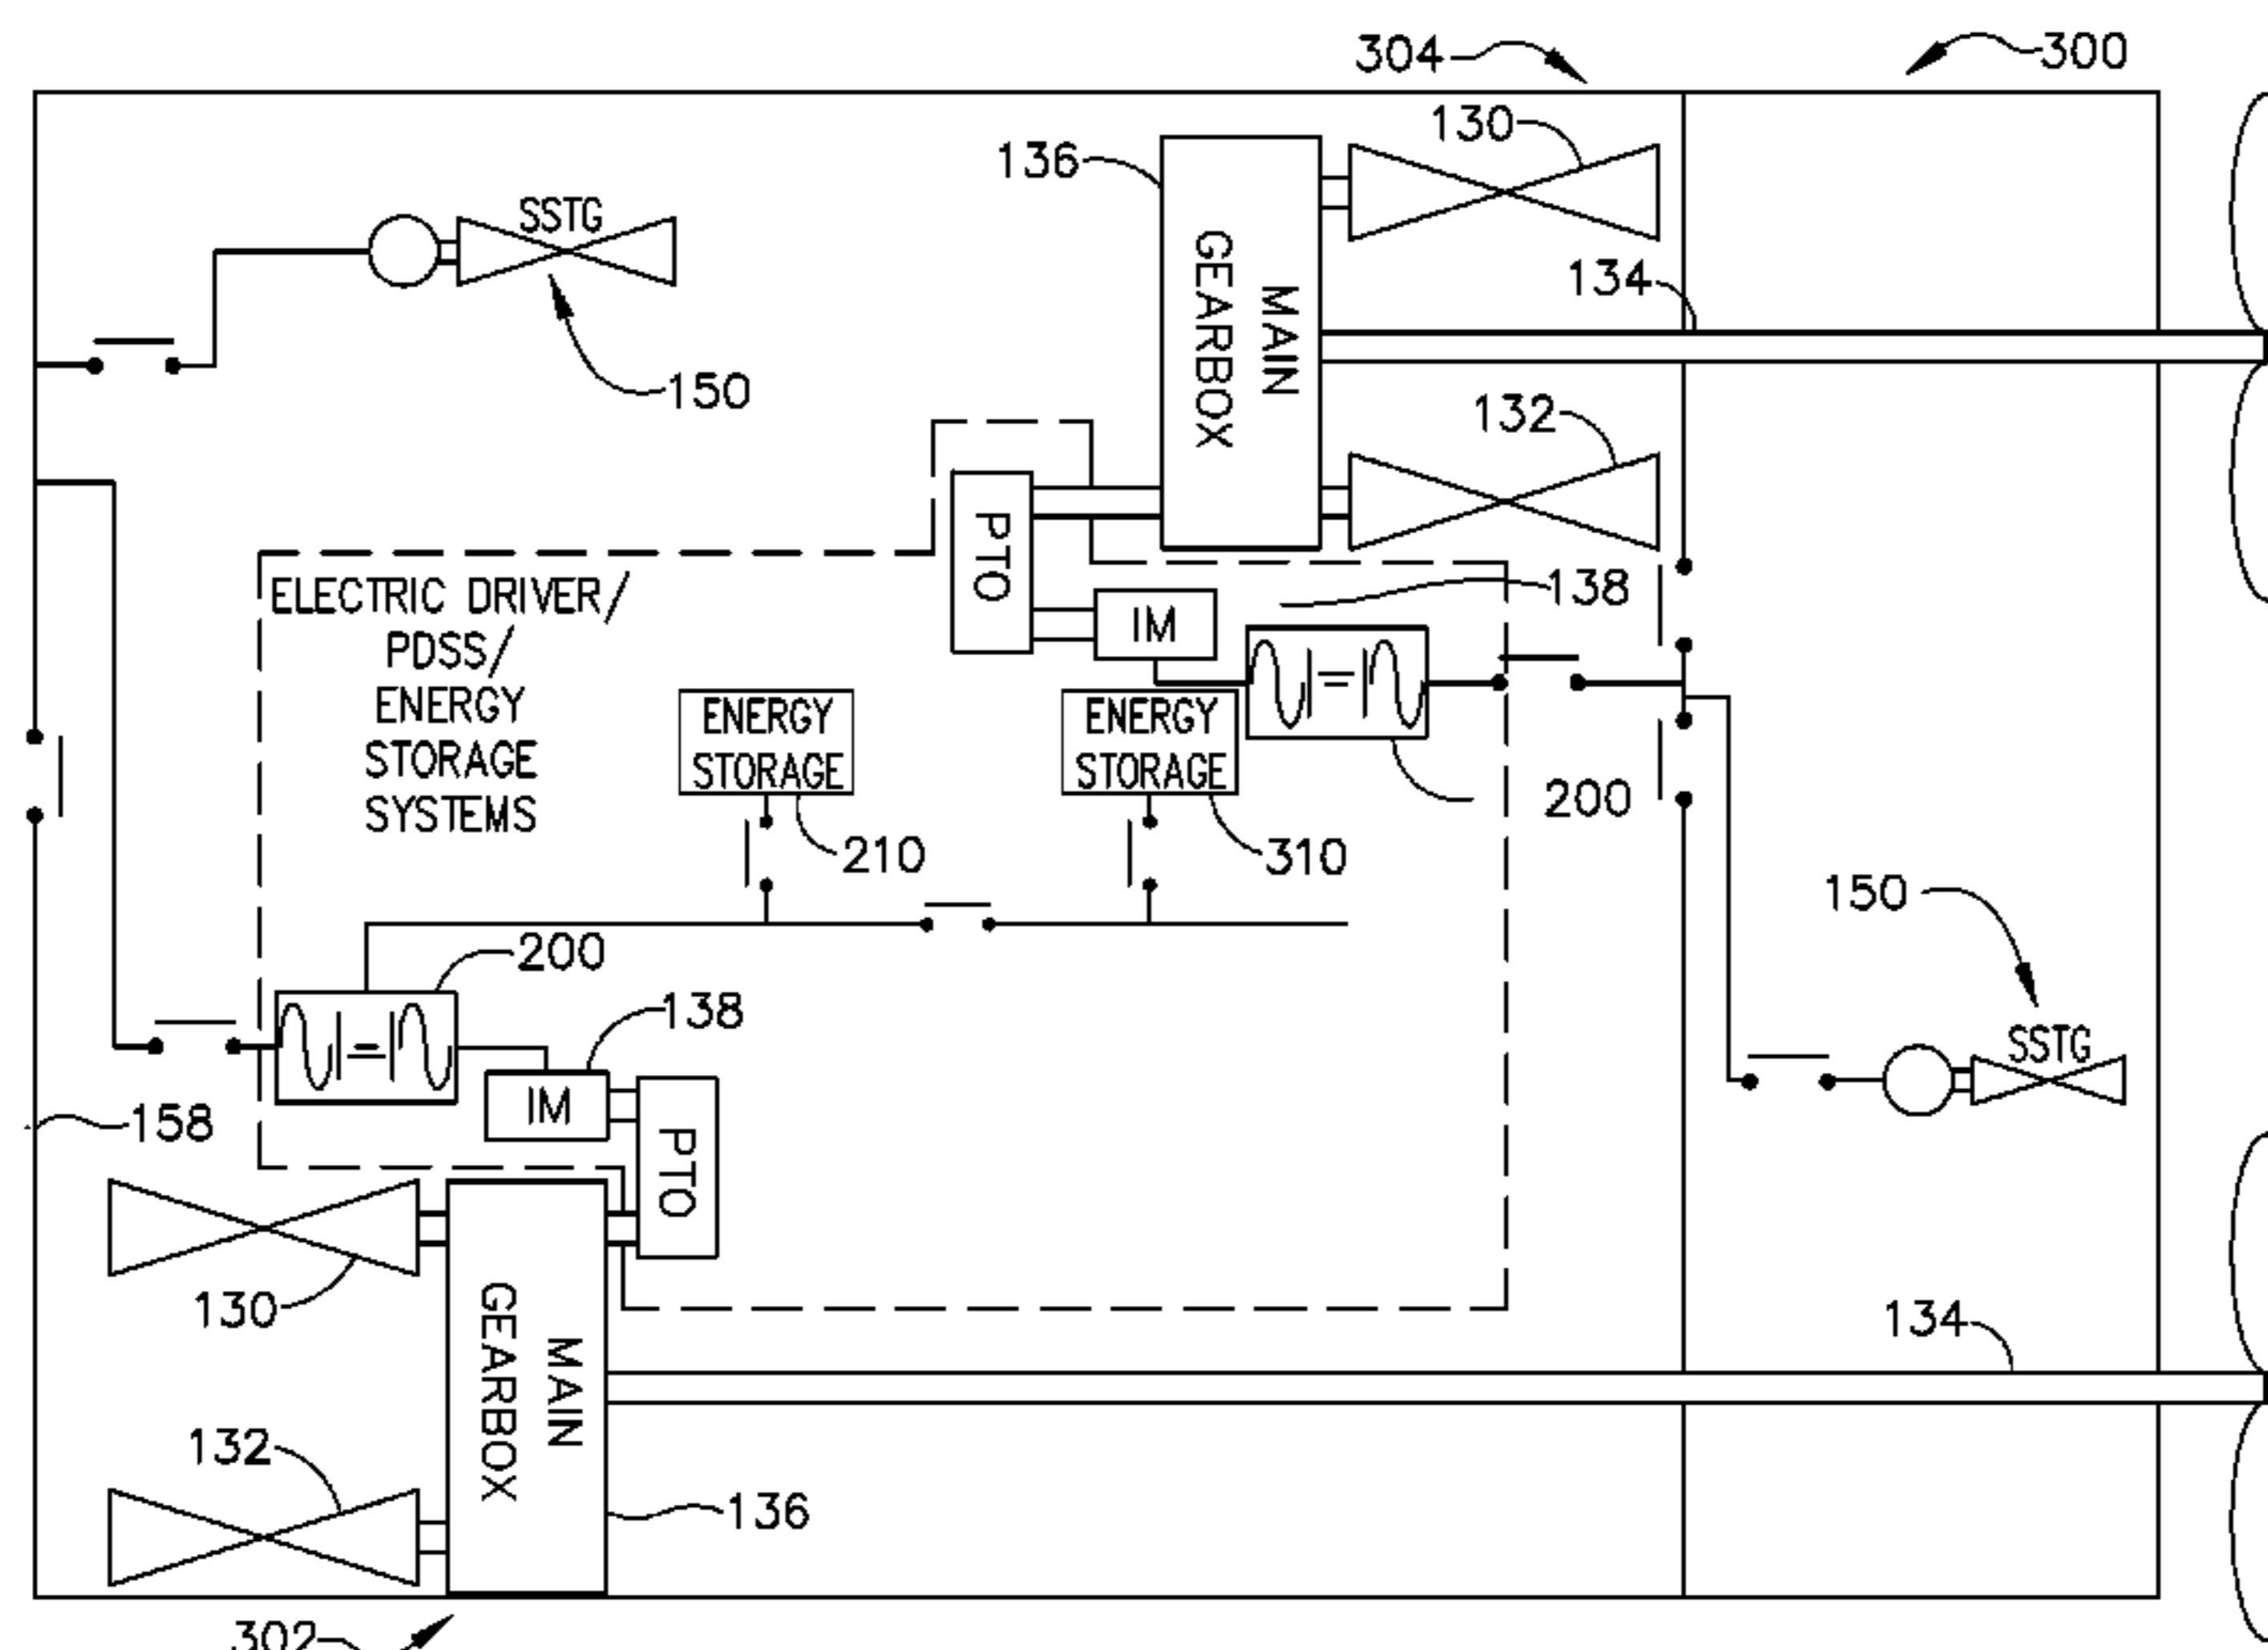 304
300
130
136
SSTG
MAIN
GEARBOX
134
150
132
PTO
ELECTRIC DRIVER/
PDSS/
ENERGY
STORAGE
SYSTEMS
138
IM
ENERGY
STORAGE
ENERGY
STORAGE
200
210
310
150
200
138
SSTG
IM
158
PTO
130
MAIN
GEARBOX
134
132
136
302